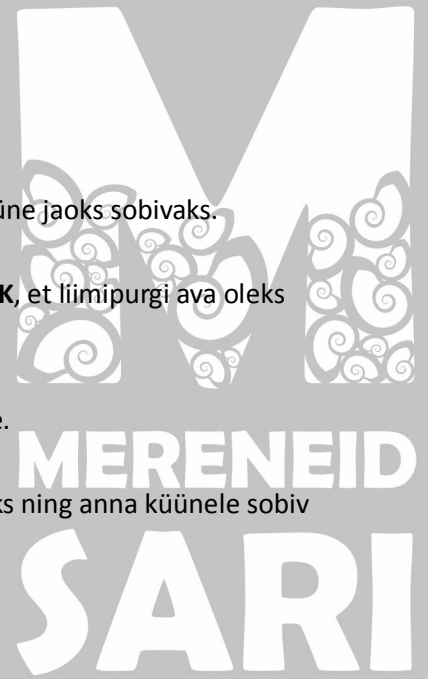 M
üne jaoks sobivaks.
K, et liimipurgi ava oleks
e.
MERENEID
ks ning anna küünele sobiv
SARI